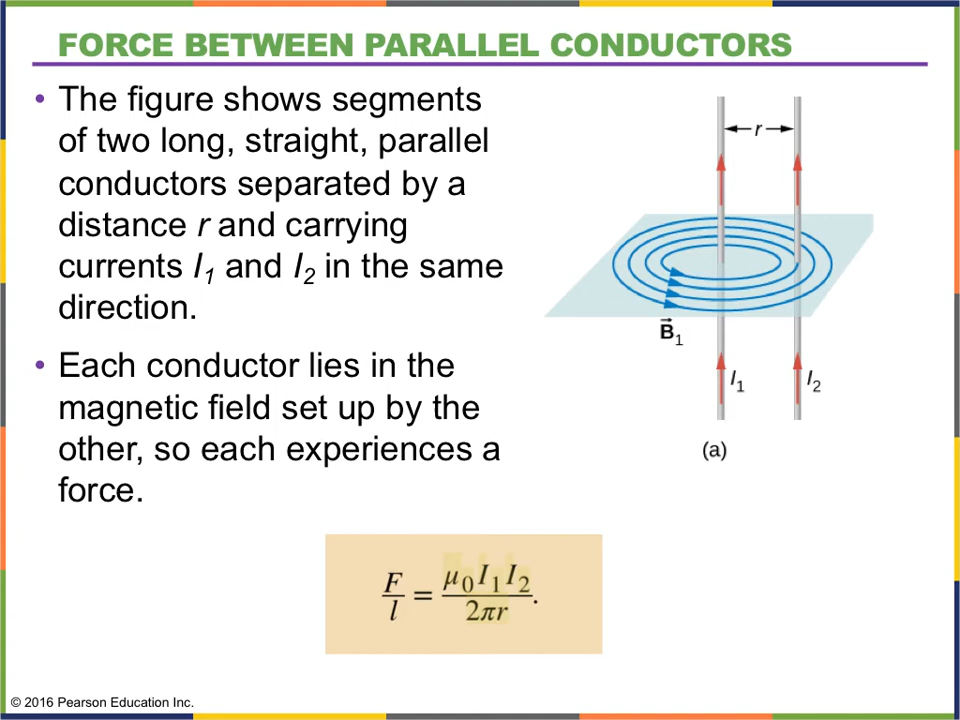 FORCE BETWEEN PARALLEL CONDUCTORS
• The figure shows segments
of two long, straight, parallel
conductors separated by a
distance r and carrying
currents I₁ and I₂ in the same
direction.
• Each conductor lies in the
magnetic field set up by the
other, so each experiences a
force.
r
B⃗₁
I₁
I₂
(a)
F/l = μ₀I₁I₂/2πr.
© 2016 Pearson Education Inc.